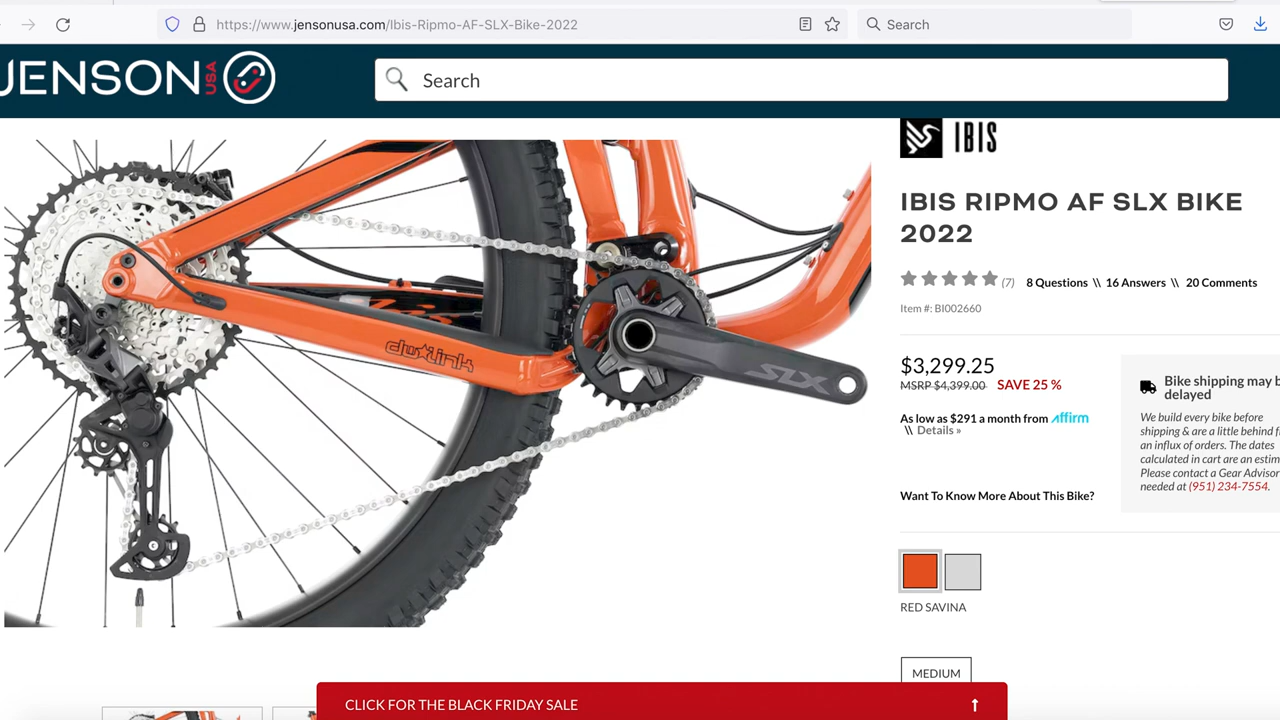 https://www.jensonusa.com/Ibis-Ripmo-AF-SLX-Bike-2022
Search
JENSON USA
Search
IBIS
IBIS RIPMO AF SLX BIKE
2022
(7) 8 Questions \\ 16 Answers \\ 20 Comments
Item #: BI002660
$3,299.25
MSRP $4,399.00 SAVE 25 %
As low as $291 a month from affirm
\\ Details »
Want To Know More About This Bike?
Bike shipping may b
delayed
We build every bike before
shipping & are a little behind f
an influx of orders. The dates
calculated in cart are an estim
Please contact a Gear Advisor
needed at (951) 234-7554.
RED SAVINA
MEDIUM
dw link
SLX
CLICK FOR THE BLACK FRIDAY SALE